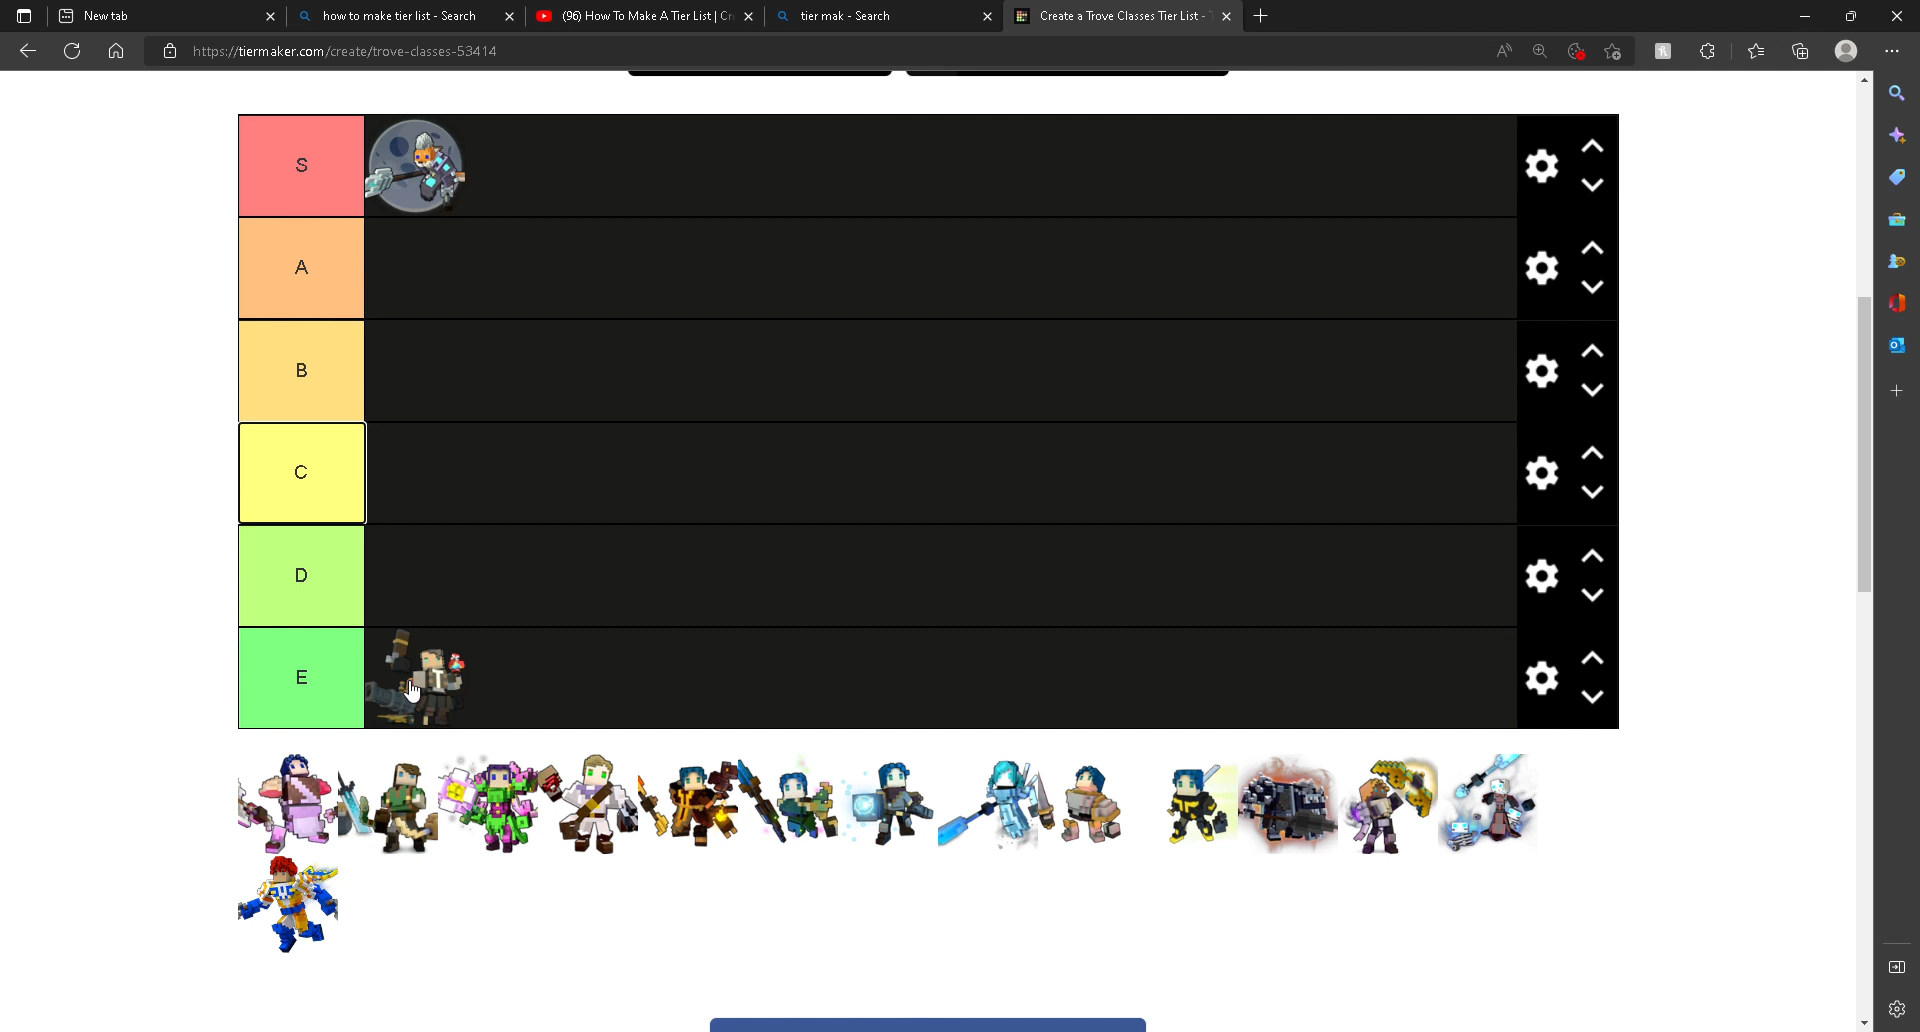 New tab
how to make tier list - Search
(96) How To Make A Tier List | Cr
tier mak - Search
Create a Trove Classes Tier List -
https://tiermaker.com/create/trove-classes-53414
S
A
B
C
D
E